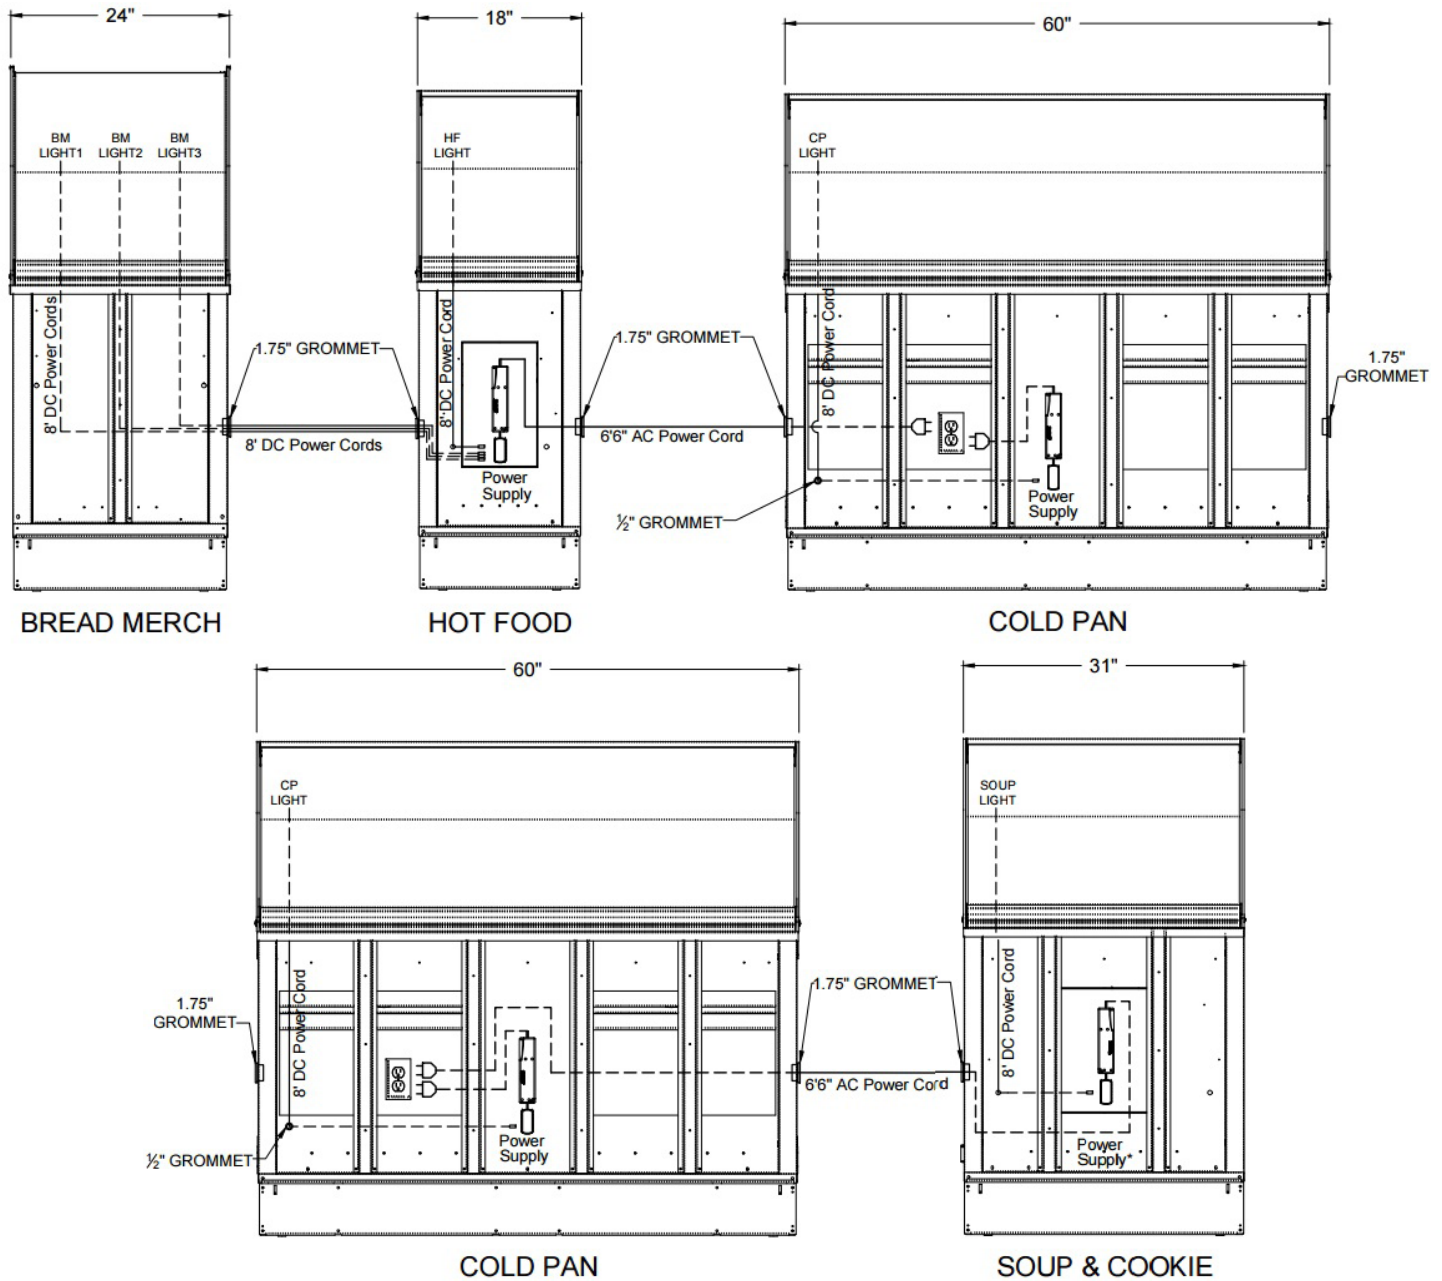 24"
18"
60"
BM
LIGHT1
BM
LIGHT2
BM
LIGHT3
HF
LIGHT
CP
LIGHT
8' DC Power Cords
8' DC Power Cord
8' DC Power Cord
1.75" GROMMET
1.75" GROMMET
1.75"
GROMMET
8' DC Power Cords
6'6" AC Power Cord
Power
Supply
Power
Supply
½" GROMMET
BREAD MERCH
HOT FOOD
COLD PAN
60"
31"
CP
LIGHT
SOUP
LIGHT
8' DC Power Cord
8' DC Power Cord
1.75"
GROMMET
1.75" GROMMET
6'6" AC Power Cord
Power
Supply
Power
Supply*
½" GROMMET
COLD PAN
SOUP & COOKIE